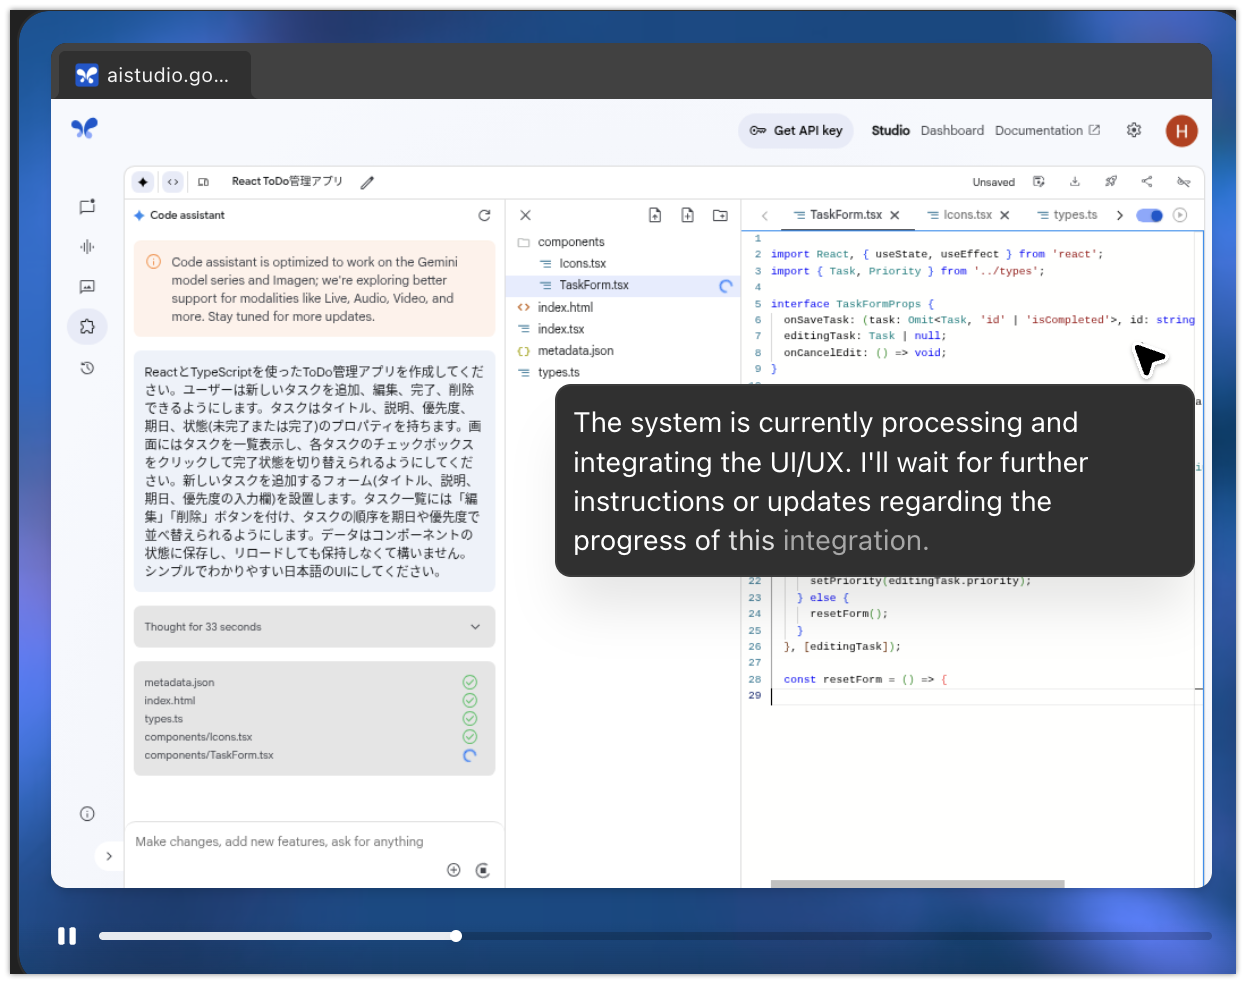 aistudio.go...
Get API key
Studio
Dashboard
Documentation
H
React ToDo管理アプリ
Unsaved
Code assistant
Code assistant is optimized to work on the Gemini
model series and Imagen; we're exploring better
support for modalities like Live, Audio, Video, and
more. Stay tuned for more updates.
ReactとTypeScriptを使ったToDo管理アプリを作成してくだ
さい。ユーザーは新しいタスクを追加、編集、完了、削除
できるようにします。タスクはタイトル、説明、優先度、
期日、状態(未完了または完了)のプロパティを持ちます。画
面にはタスクを一覧表示し、各タスクのチェックボックス
をクリックして完了状態を切り替えられるようにしてくだ
さい。新しいタスクを追加するフォーム(タイトル、説明、
期日、優先度の入力欄)を設置します。タスク一覧には「編
集」「削除」ボタンを付け、タスクの順序を期日や優先度で
並べ替えられるようにします。データはコンポーネントの
状態に保存し、リロードしても保持しなくて構いません。
シンプルでわかりやすい日本語のUIにしてください。
Thought for 33 seconds
metadata.json
index.html
types.ts
components/Icons.tsx
components/TaskForm.tsx
Make changes, add new features, ask for anything
components
Icons.tsx
TaskForm.tsx
index.html
index.tsx
metadata.json
types.ts
TaskForm.tsx
Icons.tsx
types.ts
1
2 import React, { useState, useEffect } from 'react';
3 import { Task, Priority } from '../types';
4
5 interface TaskFormProps {
6 onSaveTask: (task: Omit<Task, 'id' | 'isCompleted'>, id: string
7 editingTask: Task | null;
8 onCancelEdit: () => void;
9 }
The system is currently processing and
integrating the UI/UX. I'll wait for further
instructions or updates regarding the
progress of this integration.
22 setPriority(editingTask.priority);
23 } else {
24 resetForm();
25 }
26 }, [editingTask]);
27
28 const resetForm = () => {
29